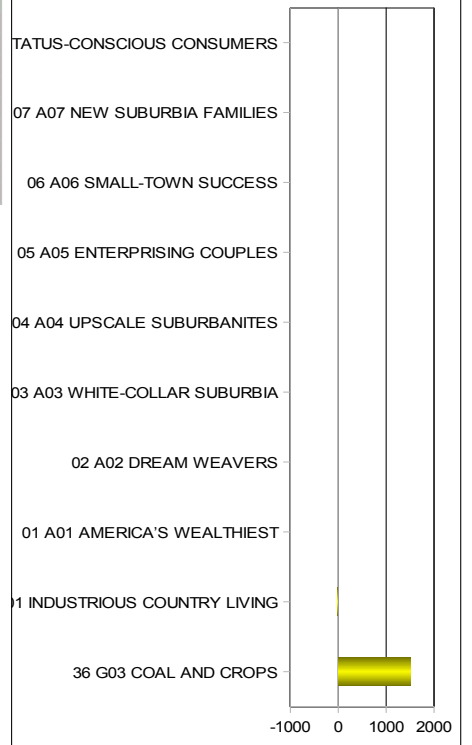 TATUS-CONSCIOUS CONSUMERS
07 A07 NEW SUBURBIA FAMILIES
06 A06 SMALL-TOWN SUCCESS
05 A05 ENTERPRISING COUPLES
04 A04 UPSCALE SUBURBANITES
03 A03 WHITE-COLLAR SUBURBIA
02 A02 DREAM WEAVERS
01 A01 AMERICA'S WEALTHIEST
01 INDUSTRIOUS COUNTRY LIVING
36 G03 COAL AND CROPS
-1000 0 1000 2000